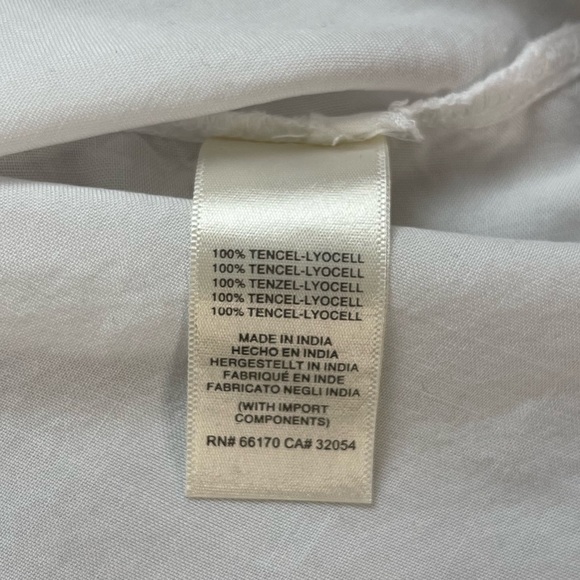 100% TENCEL-LYOCELL
100% TENCEL-LYOCELL
100% TENZEL-LYOCELL
100% TENCEL-LYOCELL
100% TENCEL-LYOCELL
MADE IN INDIA
HECHO EN INDIA
HERGESTELLT IN INDIA
FABRIQUÉ EN INDE
FABRICATO NEGLI INDIA
(WITH IMPORT
COMPONENTS)
RN# 66170 CA# 32054